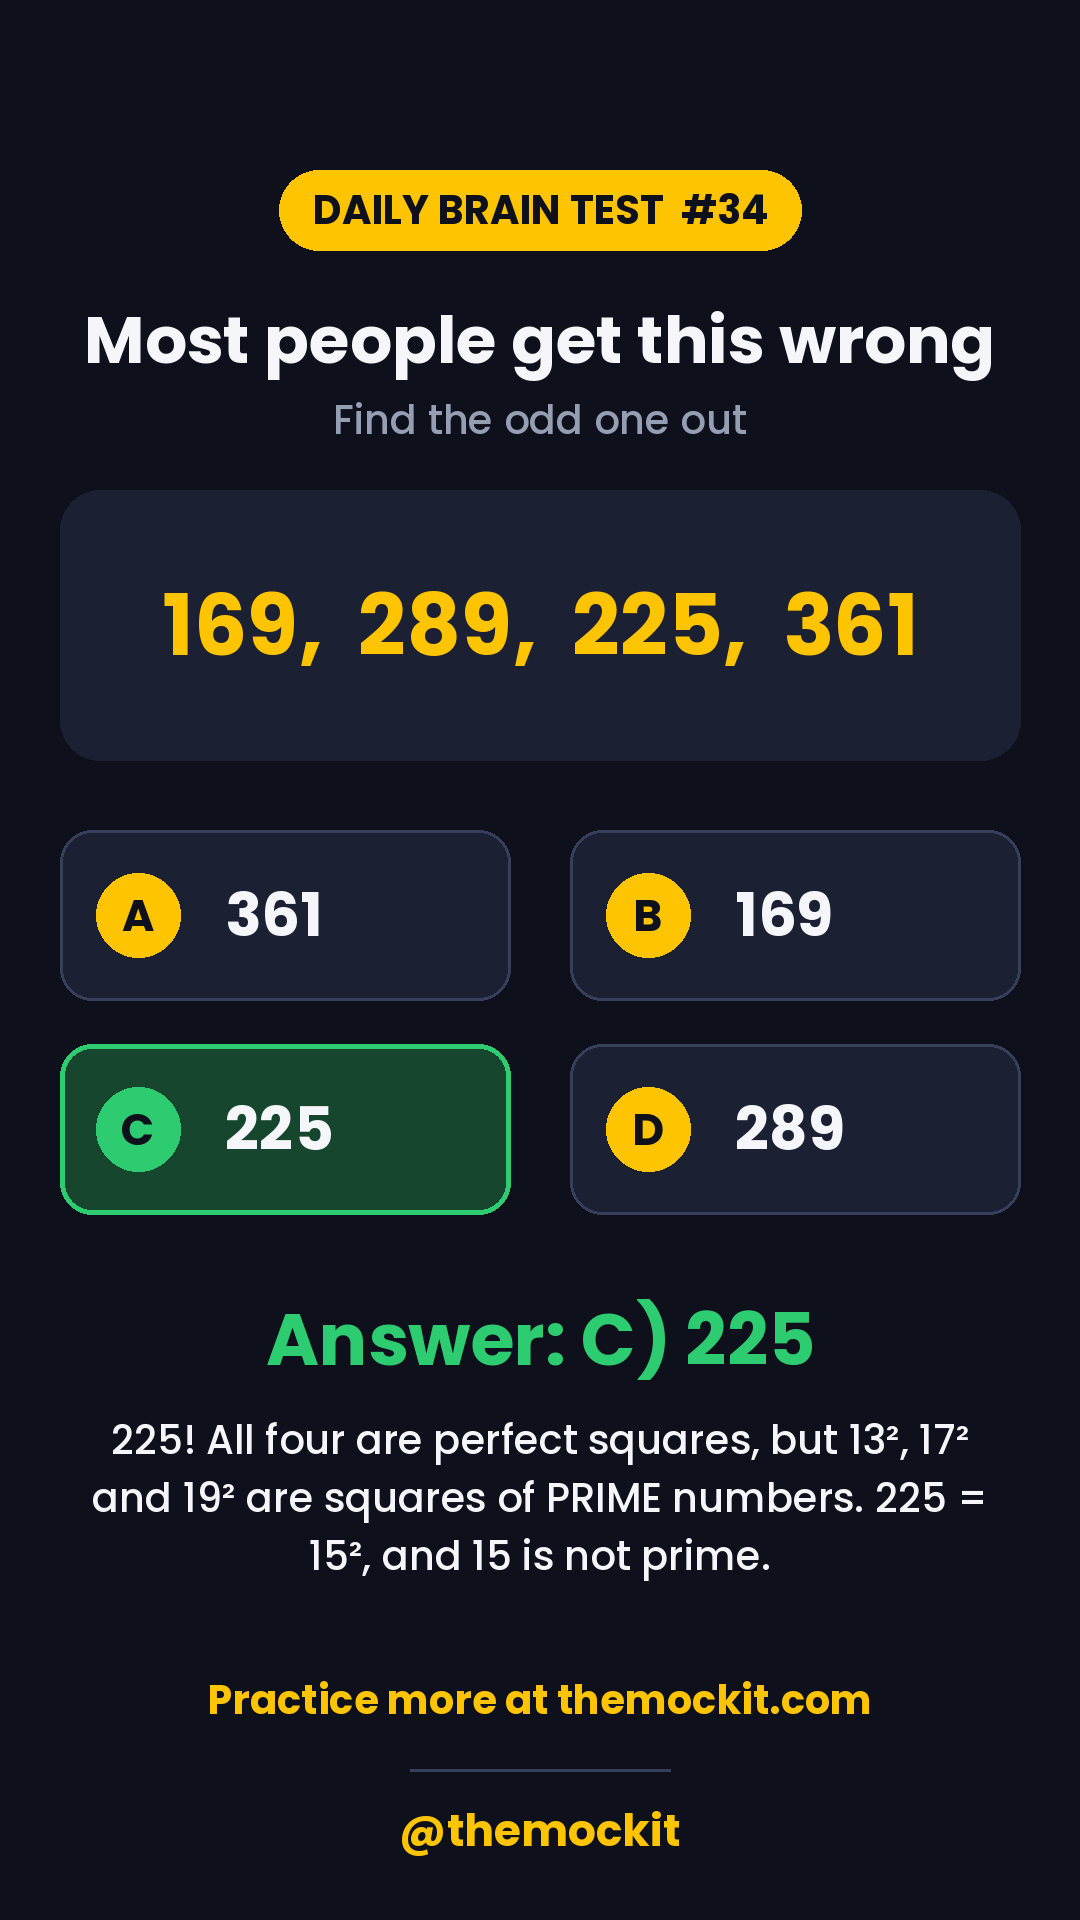 DAILY BRAIN TEST #34
Most people get this wrong
Find the odd one out
169, 289, 225, 361
A 361
B 169
C 225
D 289
Answer: C) 225
225! All four are perfect squares, but 13², 17²
and 19² are squares of PRIME numbers. 225 =
15², and 15 is not prime.
Practice more at themockit.com
@themockit